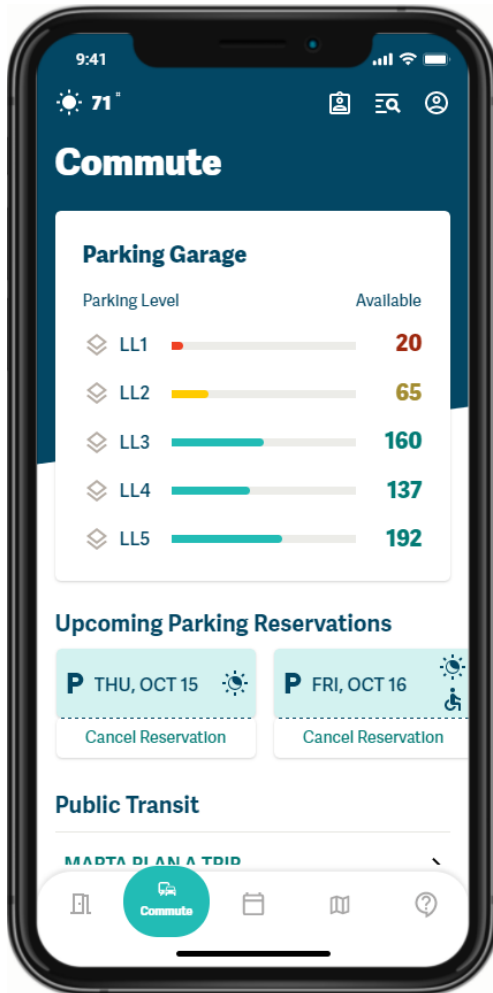 9:41
71°
Commute
Parking Garage
Parking Level Available
LL1 20
LL2 65
LL3 160
LL4 137
LL5 192
Upcoming Parking Reservations
P THU, OCT 15 P FRI, OCT 16
Cancel Reservation Cancel Reservation
Public Transit
MARTA PLAN A TRIP
Commute